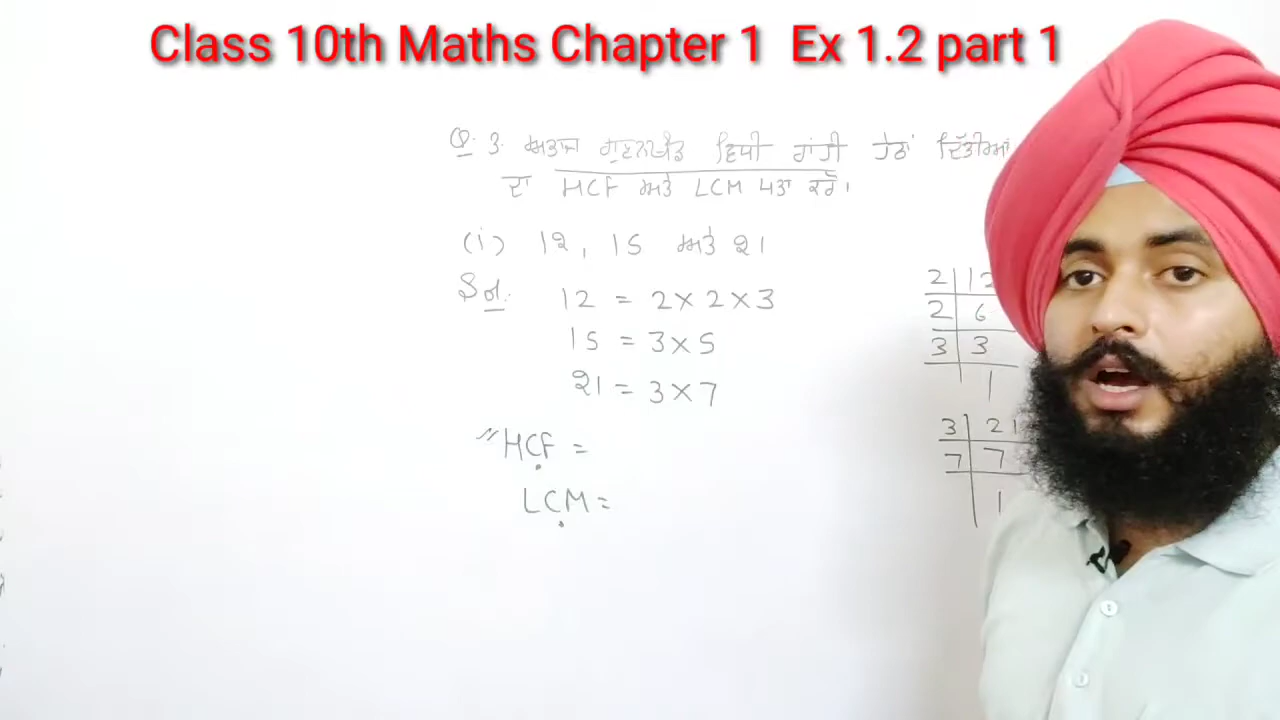 Class 10th Maths Chapter 1 Ex 1.2 part 1
Q. 3. ਅਭਾਜ ਗੁਣਨਖੰਡ ਵਿਧੀ ਰਾਂਹੀ ਹੇਠਾਂ ਦਿੱਤੀਆਂ
ਦਾ HCF ਅਤੇ LCM ਪਤਾ ਕਰੋ।
(i) 12, 15 ਅਤੇ 21
Sol. 12 = 2 × 2 × 3
15 = 3 × 5
21 = 3 × 7
HCF =
LCM =
2 | 12
2 | 6
3 | 3
| 1
3 | 21
7 | 7
| 1